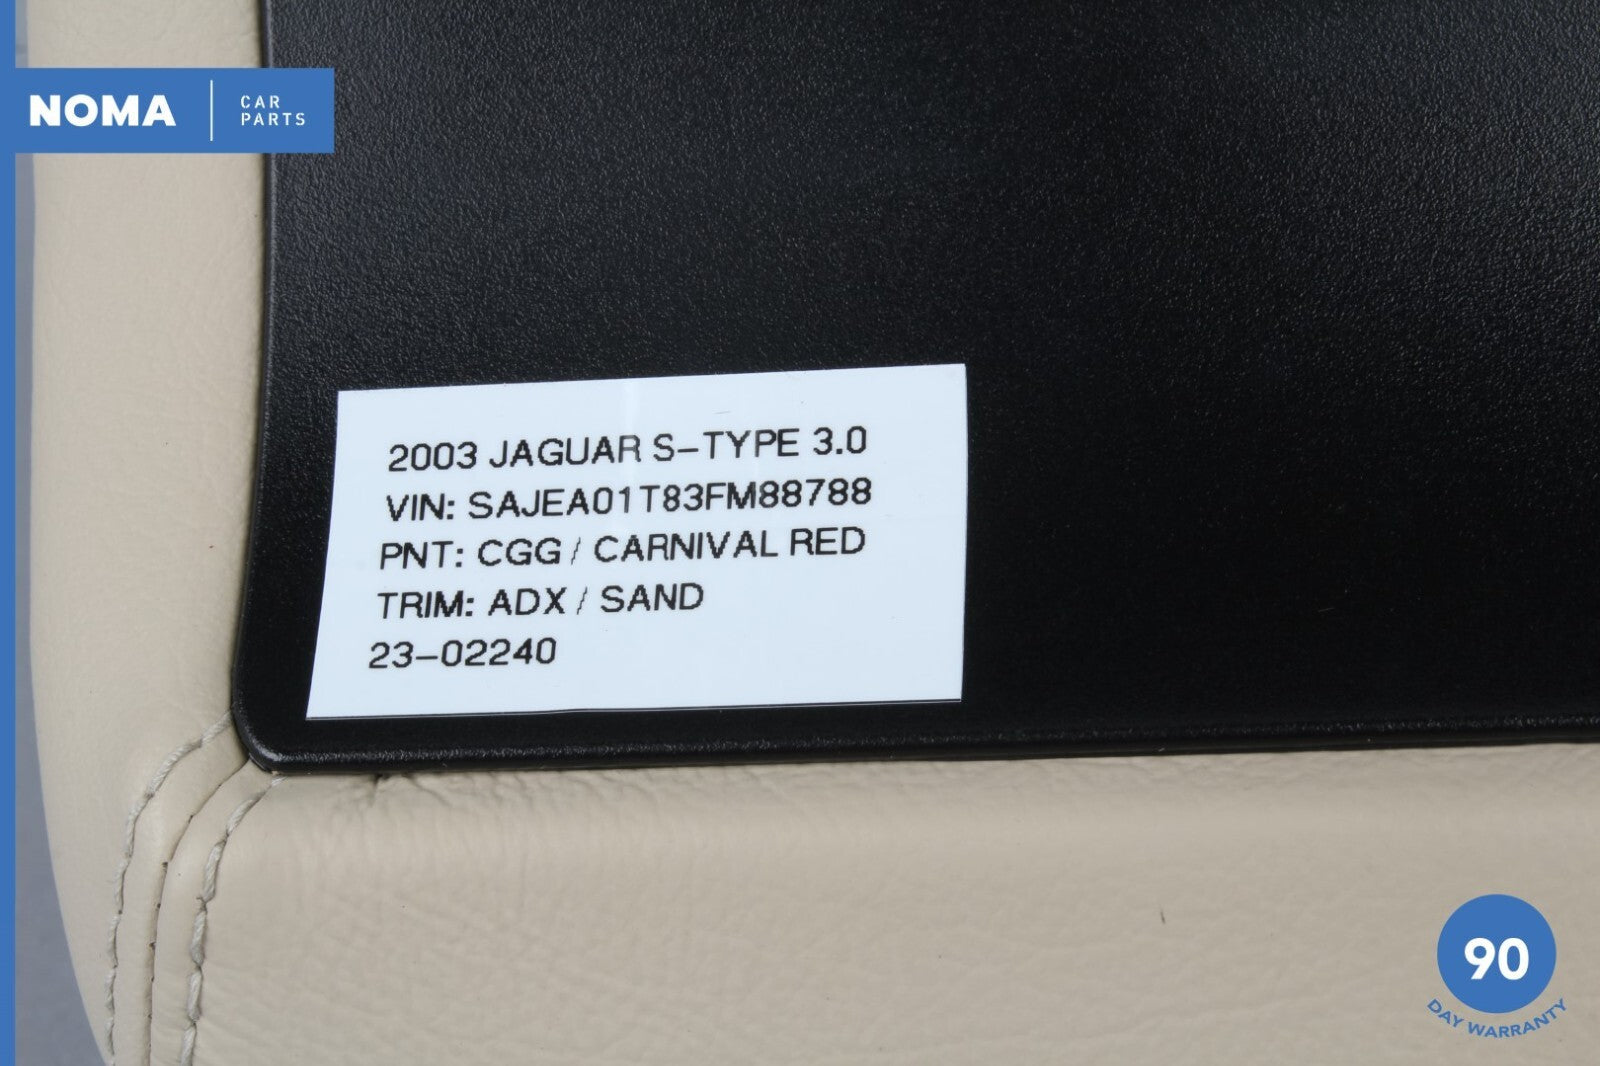 NOMA
CAR
PARTS
2003 JAGUAR S-TYPE 3.0
VIN: SAJEA01T83FM88788
PNT: CGG / CARNIVAL RED
TRIM: ADX / SAND
23-02240
90
DAY WARRANTY